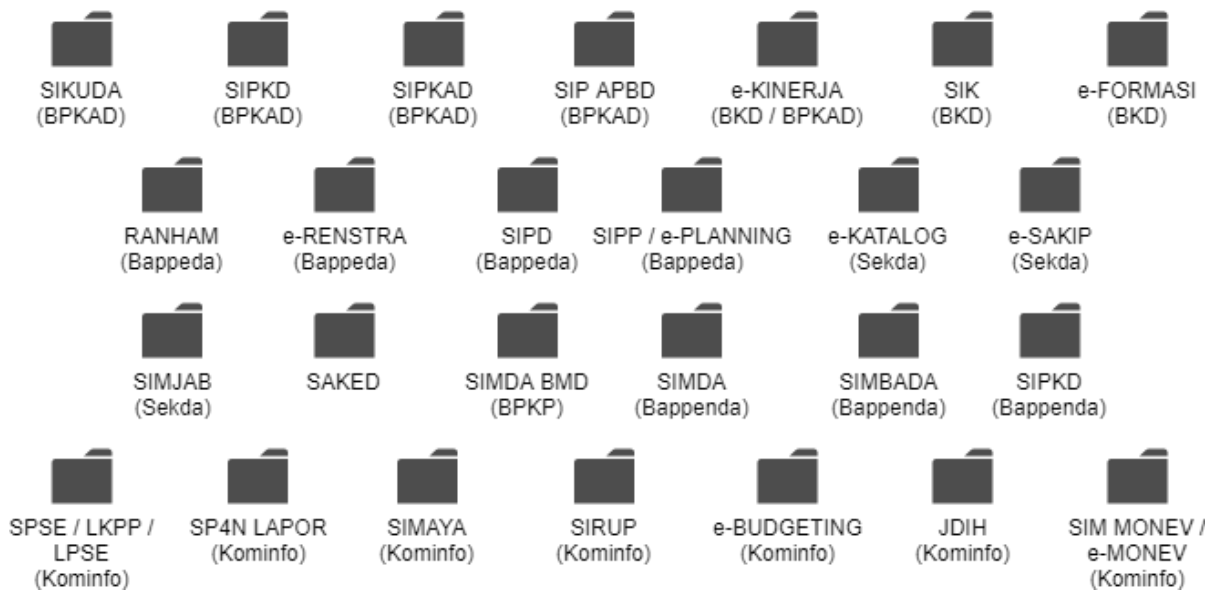 SIKUDA
(BPKAD)
SIPKD
(BPKAD)
SIPKAD
(BPKAD)
SIP APBD
(BPKAD)
e-KINERJA
(BKD / BPKAD)
SIK
(BKD)
e-FORMASI
(BKD)
RANHAM
(Bappeda)
e-RENSTRA
(Bappeda)
SIPD
(Bappeda)
SIPP / e-PLANNING
(Bappeda)
e-KATALOG
(Sekda)
e-SAKIP
(Sekda)
SIMJAB
(Sekda)
SAKED
SIMDA BMD
(BPKP)
SIMDA
(Bappenda)
SIMBADA
(Bappenda)
SIPKD
(Bappenda)
SPSE / LKPP /
LPSE
(Kominfo)
SP4N LAPOR
(Kominfo)
SIMAYA
(Kominfo)
SIRUP
(Kominfo)
e-BUDGETING
(Kominfo)
JDIH
(Kominfo)
SIM MONEV /
e-MONEV
(Kominfo)